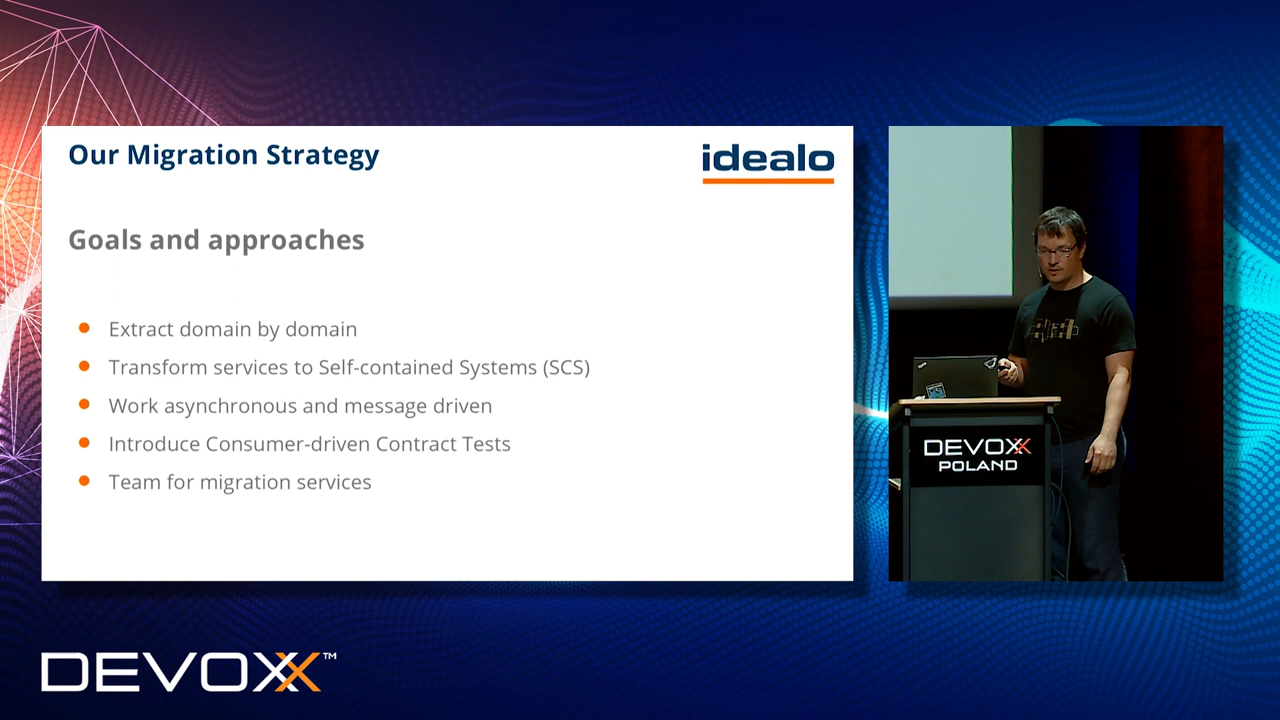 Our Migration Strategy
idealo
Goals and approaches
Extract domain by domain
Transform services to Self-contained Systems (SCS)
Work asynchronous and message driven
Introduce Consumer-driven Contract Tests
Team for migration services
DEVOXX
POLAND
DEVOXX™